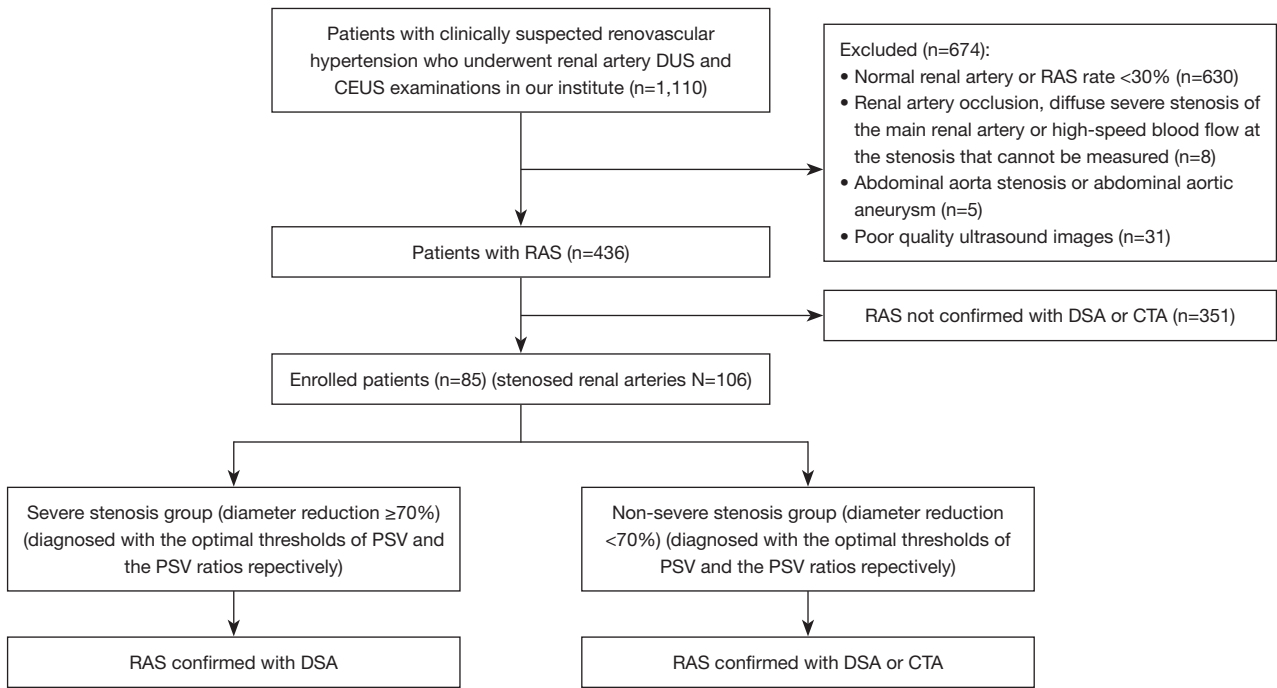 Patients with clinically suspected renovascular
hypertension who underwent renal artery DUS and
CEUS examinations in our institute (n=1,110)
Excluded (n=674):
• Normal renal artery or RAS rate <30% (n=630)
• Renal artery occlusion, diffuse severe stenosis of
the main renal artery or high-speed blood flow at
the stenosis that cannot be measured (n=8)
• Abdominal aorta stenosis or abdominal aortic
aneurysm (n=5)
• Poor quality ultrasound images (n=31)
Patients with RAS (n=436)
RAS not confirmed with DSA or CTA (n=351)
Enrolled patients (n=85) (stenosed renal arteries N=106)
Severe stenosis group (diameter reduction ≥70%)
(diagnosed with the optimal thresholds of PSV and
the PSV ratios repectively)
Non-severe stenosis group (diameter reduction
<70%) (diagnosed with the optimal thresholds of
PSV and the PSV ratios repectively)
RAS confirmed with DSA
RAS confirmed with DSA or CTA